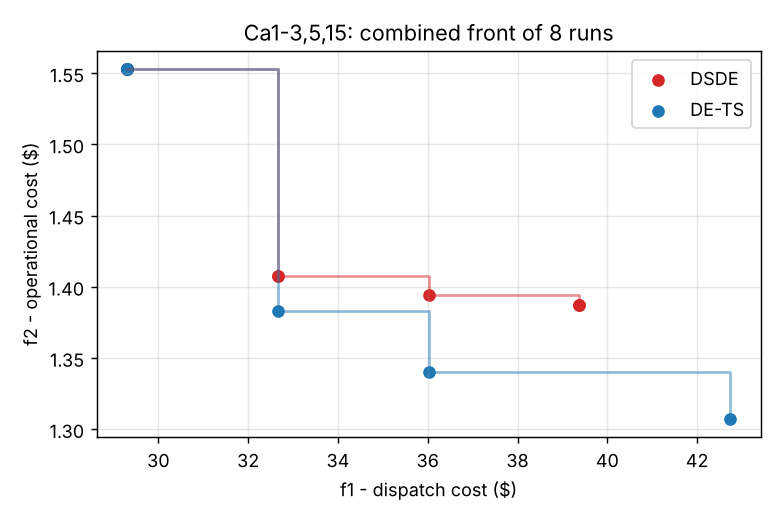 Ca1-3,5,15: combined front of 8 runs
DSDE
DE-TS
f2 - operational cost ($)
1.55
1.50
1.45
1.40
1.35
1.30
30 32 34 36 38 40 42
f1 - dispatch cost ($)